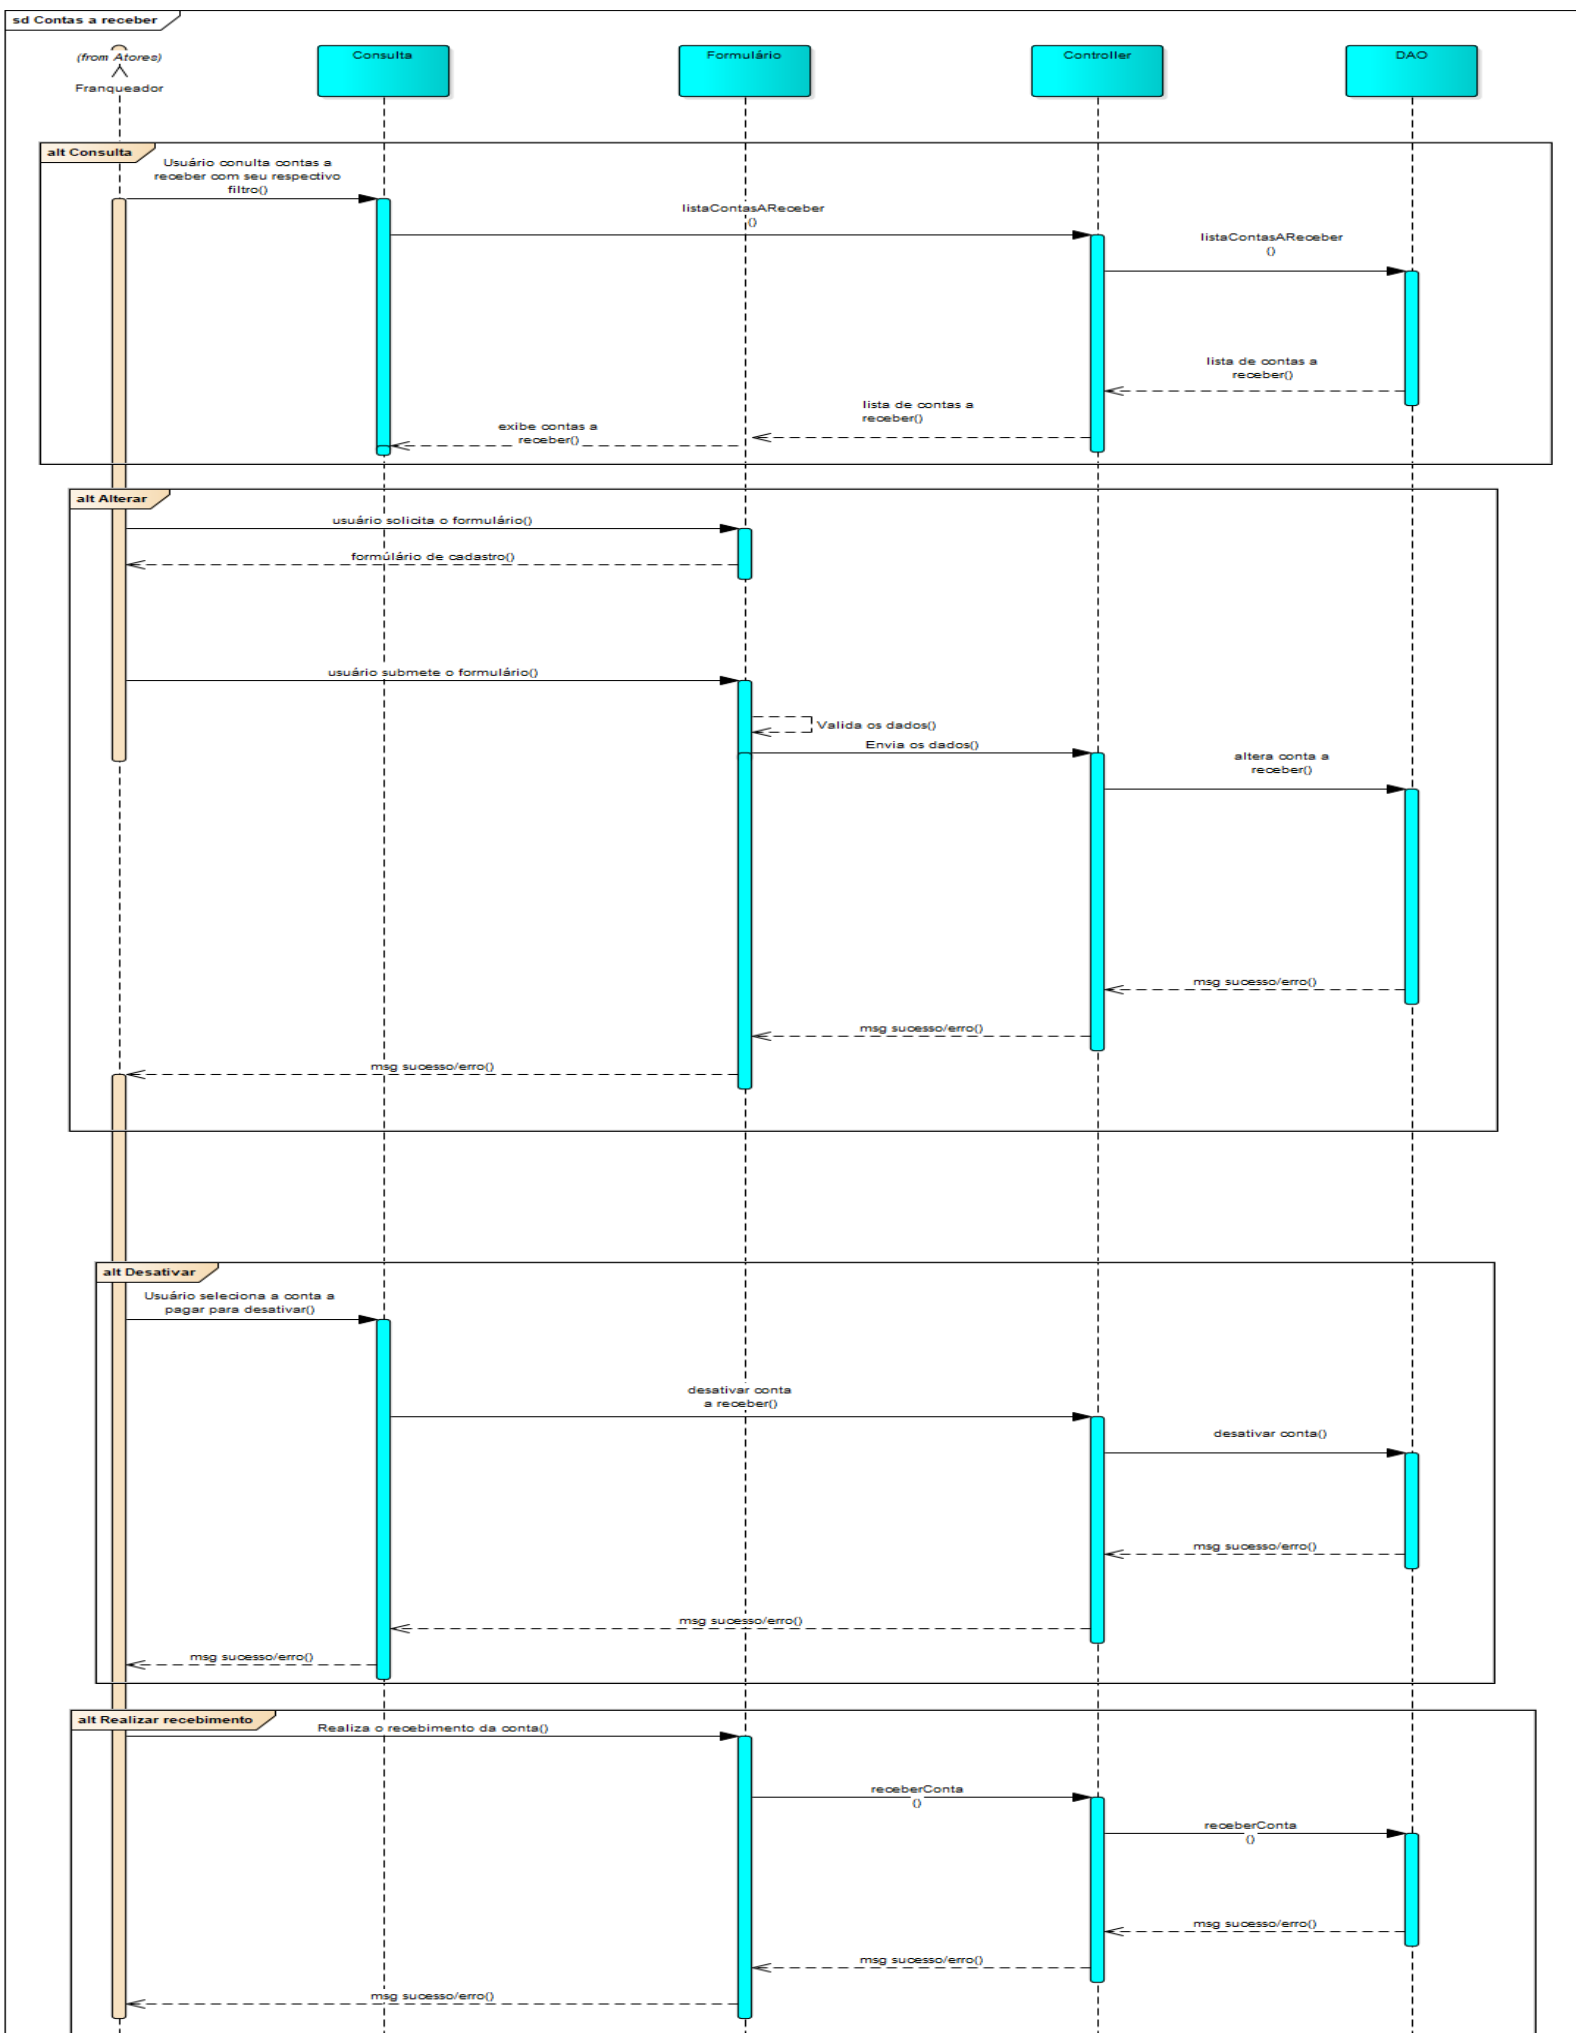 sd Contas a receber
(from Atores)
Franqueador
Consulta
Formulário
Controller
DAO
alt Consulta
Usuário conulta contas a
receber com seu respectivo
filtro()
listaContasAReceber
()
listaContasAReceber
()
lista de contas a
receber()
lista de contas a
receber()
exibe contas a
receber()
alt Alterar
usuário solicita o formulário()
formúlário de cadastro()
usuário submete o formulário()
Valida os dados()
Envia os dados()
altera conta a
receber()
msg sucesso/erro()
msg sucesso/erro()
msg sucesso/erro()
alt Desativar
Usuário seleciona a conta a
pagar para desativar()
desativar conta
a receber()
desativar conta()
msg sucesso/erro()
msg sucesso/erro()
msg sucesso/erro()
alt Realizar recebimento
Realiza o recebimento da conta()
receberConta
()
receberConta
()
msg sucesso/erro()
msg sucesso/erro()
msg sucesso/erro()